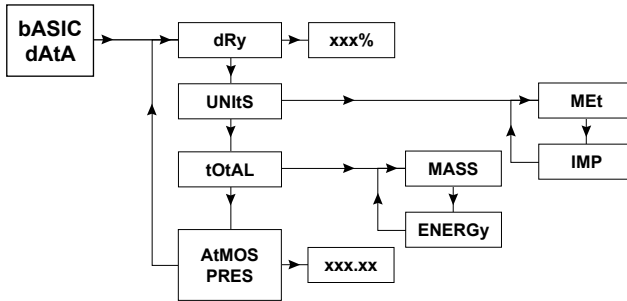 bASIC
dAtA
dRy
xxx%
UNItS
MEt
IMP
tOtAL
MASS
ENERGy
AtMOS
PRES
xxx.xx